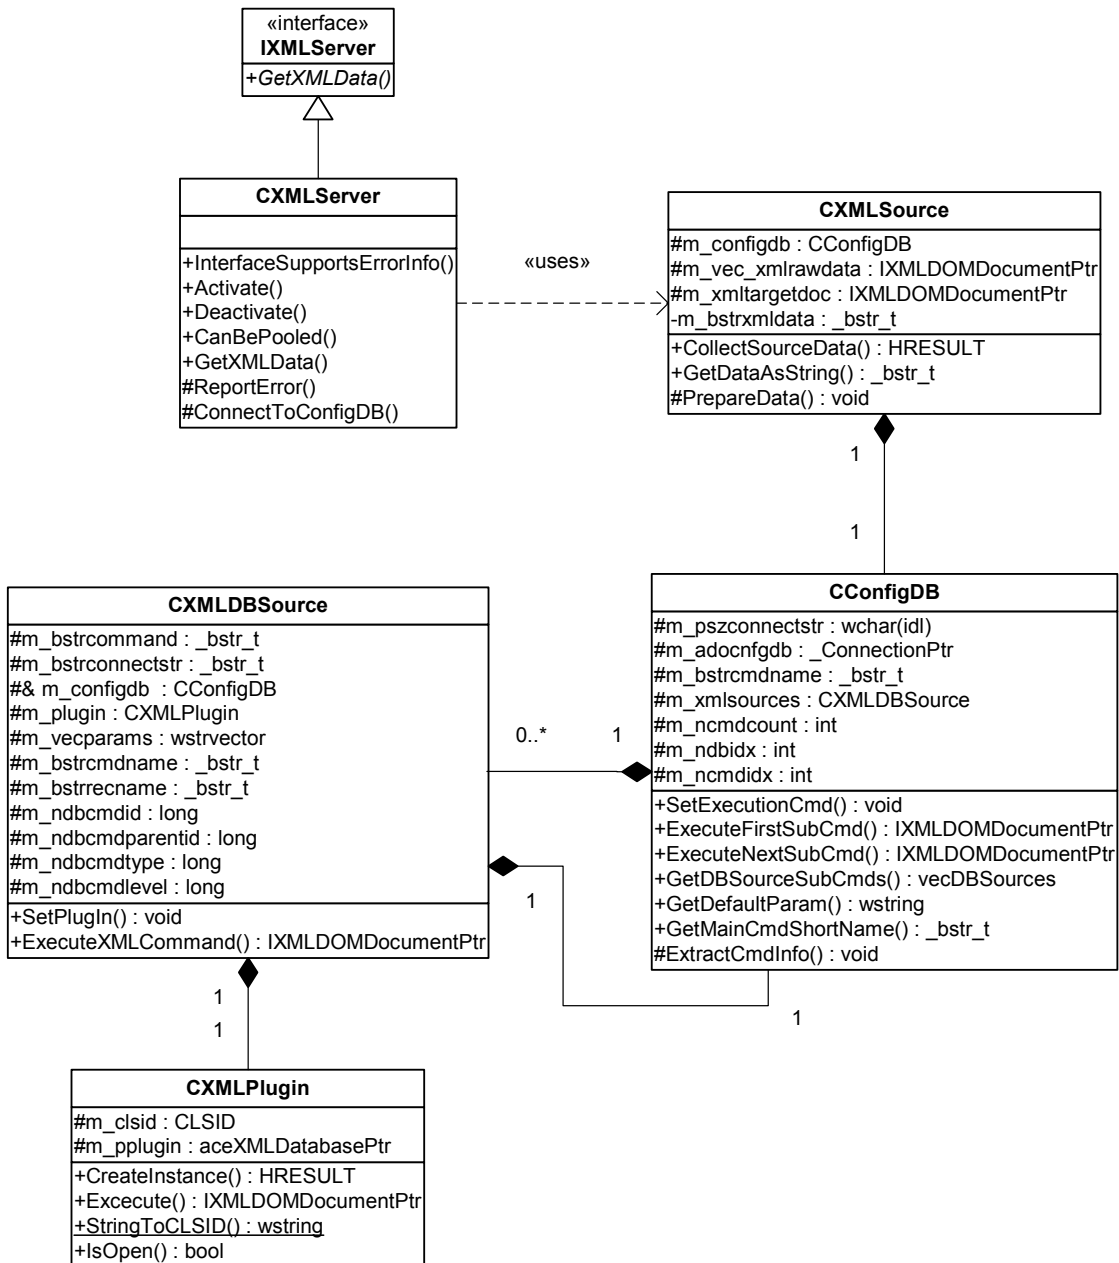 «interface»
IXMLServer
+GetXMLData()
CXMLServer
+InterfaceSupportsErrorInfo()
+Activate()
+Deactivate()
+CanBePooled()
+GetXMLData()
#ReportError()
#ConnectToConfigDB()
«uses»
CXMLSource
#m_configdb : CConfigDB
#m_vec_xmlrawdata : IXMLDOMDocumentPtr
#m_xmltargetdoc : IXMLDOMDocumentPtr
-m_bstrxmldata : _bstr_t
+CollectSourceData() : HRESULT
+GetDataAsString() : _bstr_t
#PrepareData() : void
1
1
CXMLDBSource
#m_bstrcommand : _bstr_t
#m_bstrconnectstr : _bstr_t
#& m_configdb : CConfigDB
#m_plugin : CXMLPlugin
#m_vecparams : wstrvector
#m_bstrcmdname : _bstr_t
#m_bstrrecname : _bstr_t
#m_ndbcmdid : long
#m_ndbcmdparentid : long
#m_ndbcmdtype : long
#m_ndbcmdlevel : long
+SetPlugIn() : void
+ExecuteXMLCommand() : IXMLDOMDocumentPtr
0..*
1
CConfigDB
#m_pszconnectstr : wchar(idl)
#m_adocnfgdb : _ConnectionPtr
#m_bstrcmdname : _bstr_t
#m_xmlsources : CXMLDBSource
#m_ncmdcount : int
#m_ndbidx : int
#m_ncmdidx : int
+SetExecutionCmd() : void
+ExecuteFirstSubCmd() : IXMLDOMDocumentPtr
+ExecuteNextSubCmd() : IXMLDOMDocumentPtr
+GetDBSourceSubCmds() : vecDBSources
+GetDefaultParam() : wstring
+GetMainCmdShortName() : _bstr_t
#ExtractCmdInfo() : void
1
1
1
1
CXMLPlugin
#m_clsid : CLSID
#m_pplugin : aceXMLDatabasePtr
+CreateInstance() : HRESULT
+Excecute() : IXMLDOMDocumentPtr
+StringToCLSID() : wstring
+IsOpen() : bool